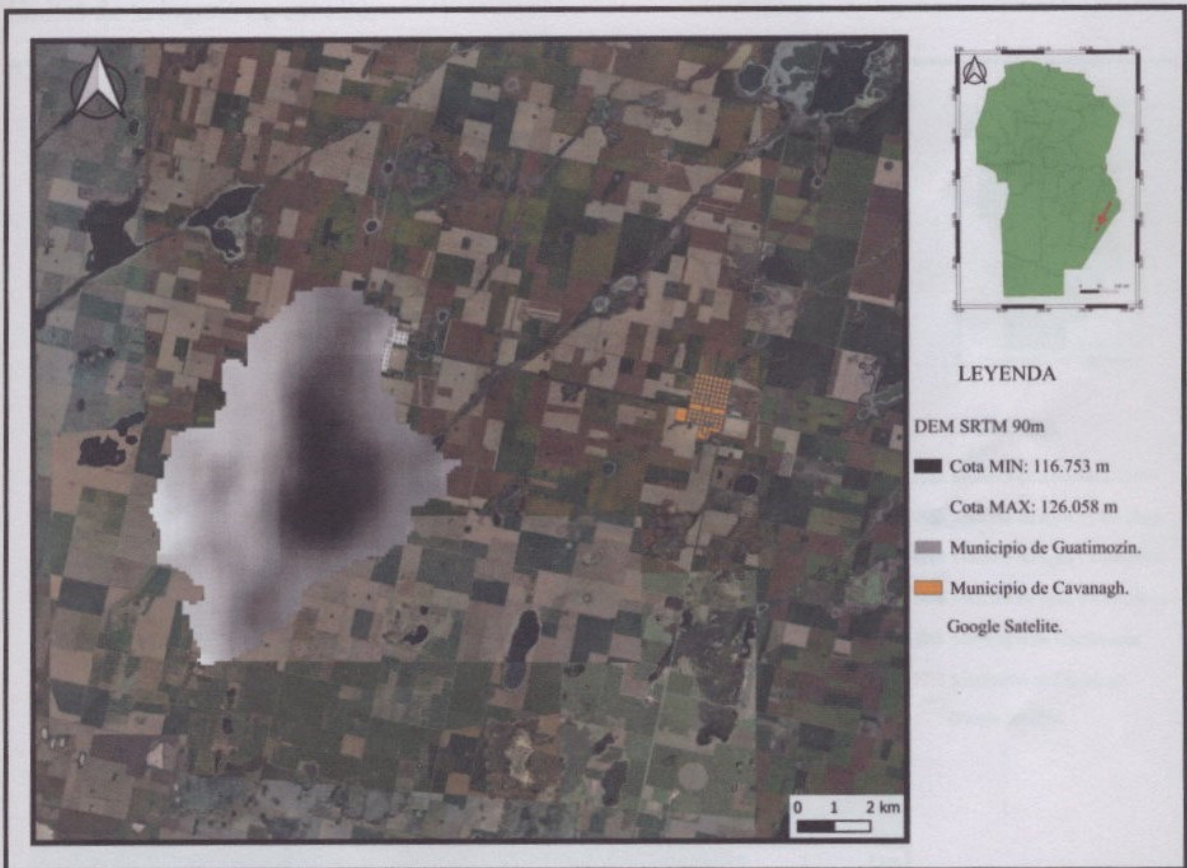 LEYENDA
DEM SRTM 90m
Cota MIN: 116.753 m
Cota MAX: 126.058 m
Municipio de Guatimozín.
Municipio de Cavanagh.
Google Satelite.
0 1 2 km